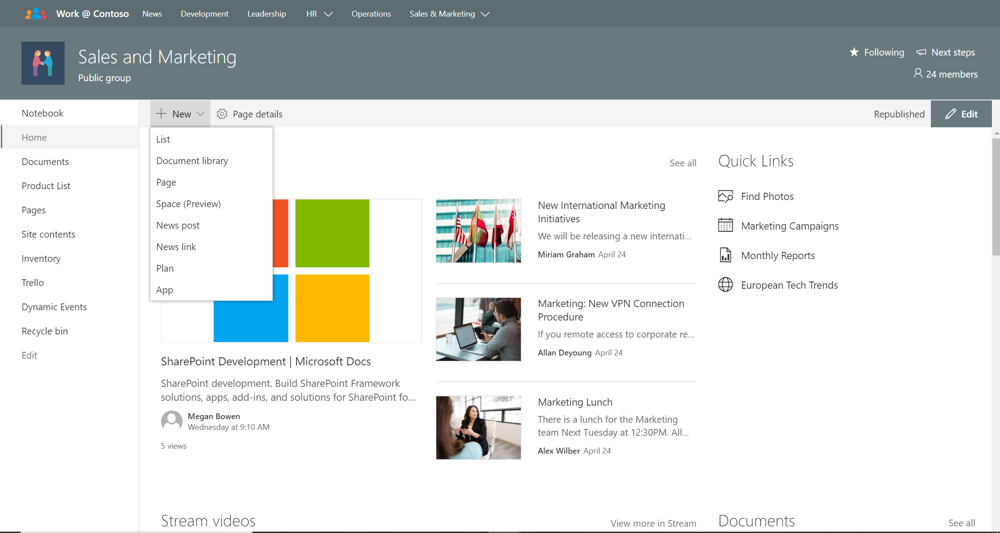 Work @ Contoso
News
Development
Leadership
HR
Operations
Sales & Marketing
Sales and Marketing
Public group
Following
Next steps
24 members
Notebook
Home
Documents
Product List
Pages
Site contents
Inventory
Trello
Dynamic Events
Recycle bin
Edit
New
Page details
Republished
Edit
List
Document library
Page
Space (Preview)
News post
News link
Plan
App
See all
SharePoint Development | Microsoft Docs
SharePoint development. Build SharePoint Framework
solutions, apps, add-ins, and solutions for SharePoint fo...
Megan Bowen
Wednesday at 9:10 AM
5 views
New International Marketing
Initiatives
We will be releasing a new internati...
Miriam Graham April 24
Marketing: New VPN Connection
Procedure
If you remote access to corporate re...
Allan Deyoung April 24
Marketing Lunch
There is a lunch for the Marketing
team Next Tuesday at 12:30PM. All...
Alex Wilber April 24
Quick Links
Find Photos
Marketing Campaigns
Monthly Reports
European Tech Trends
Stream videos
View more in Stream
Documents
See all